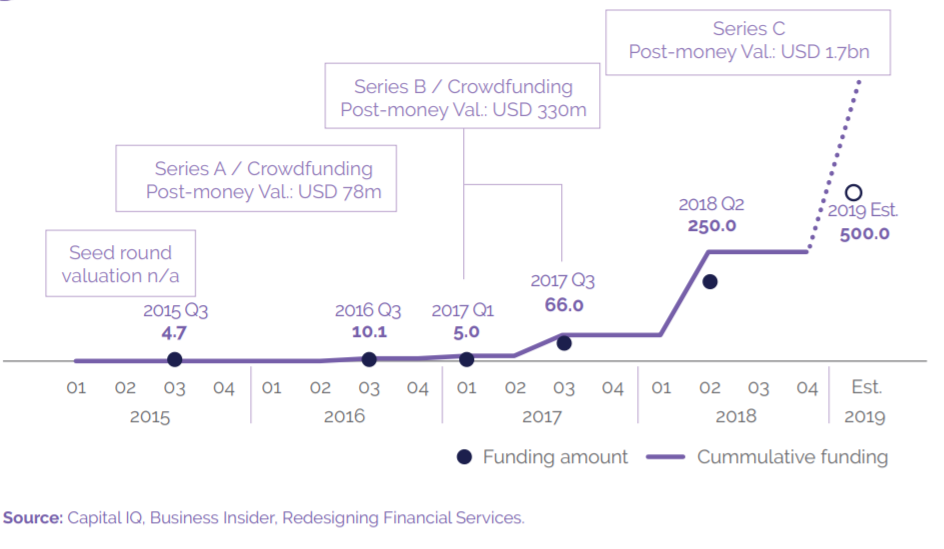 Series C
Post-money Val.: USD 1.7bn
Series B / Crowdfunding
Post-money Val.: USD 330m
Series A / Crowdfunding
Post-money Val.: USD 78m
Seed round
valuation n/a
2015 Q3
4.7
2016 Q3
10.1
2017 Q1
5.0
2017 Q3
66.0
2018 Q2
250.0
2019 Est.
500.0
01 02 03 04 01 02 03 04 01 02 03 04 01 02 03 04 Est.
2015 2016 2017 2018 2019
Funding amount Cummulative funding
Source: Capital IQ, Business Insider, Redesigning Financial Services.